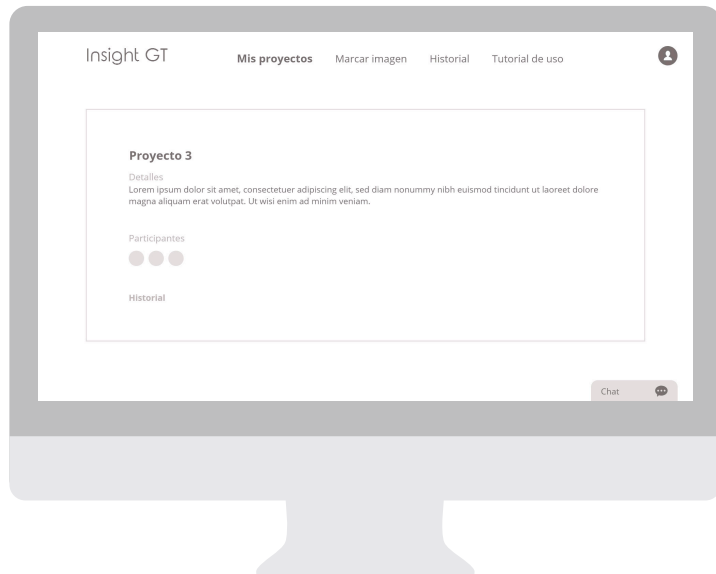 Insight GT
Mis proyectos Marcar imagen Historial Tutorial de uso
Proyecto 3
Detalles
Lorem ipsum dolor sit amet, consectetuer adipiscing elit, sed diam nonummy nibh euismod tincidunt ut laoreet dolore
magna aliquam erat volutpat. Ut wisi enim ad minim veniam.
Participantes
Historial
Chat